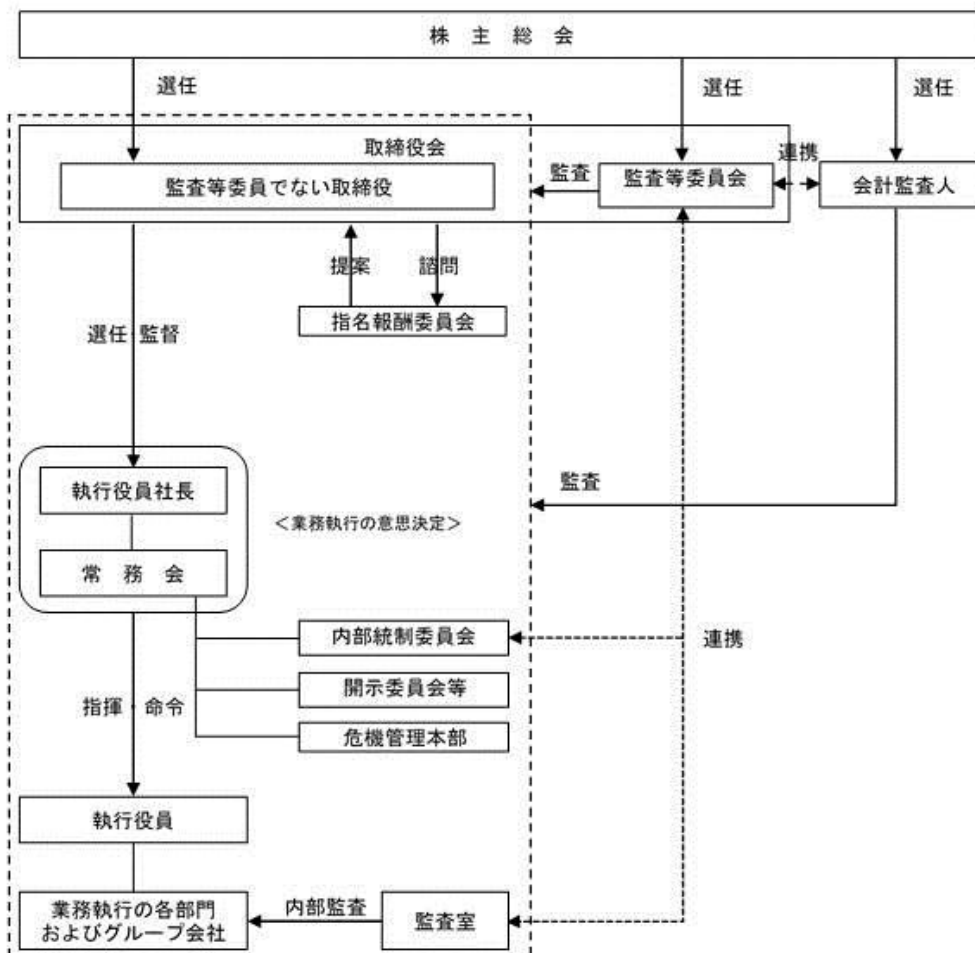 株 主 総 会
選任
選任
選任
取締役会
連携
監査等委員でない取締役
監査
監査等委員会
会計監査人
提案
諮問
指名報酬委員会
選任・監督
執行役員社長
監査
<業務執行の意思決定>
常 務 会
内部統制委員会
連携
開示委員会等
指揮・命令
危機管理本部
執行役員
業務執行の各部門
およびグループ会社
内部監査
監査室